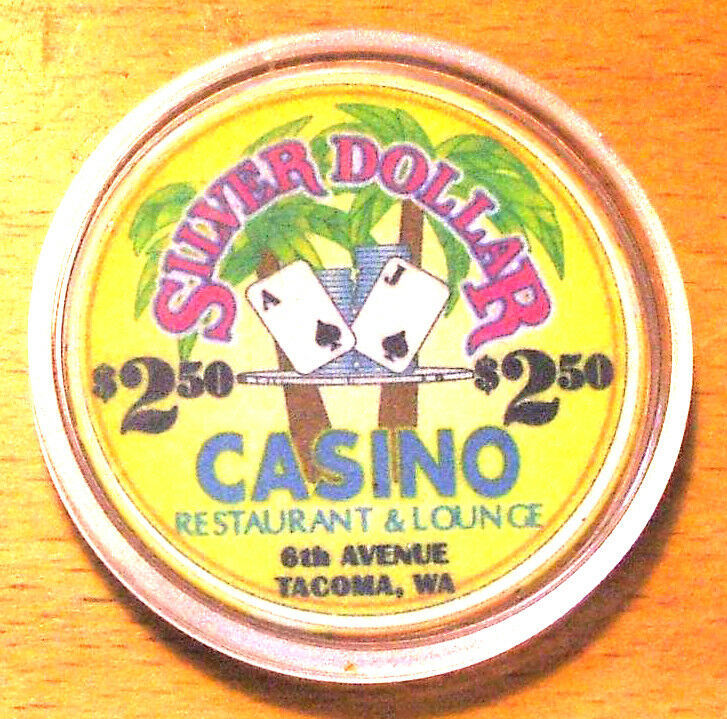 SILVER DOLLAR
A
J
$2.50 $2.50
CASINO
RESTAURANT & LOUNGE
6th AVENUE
TACOMA, WA